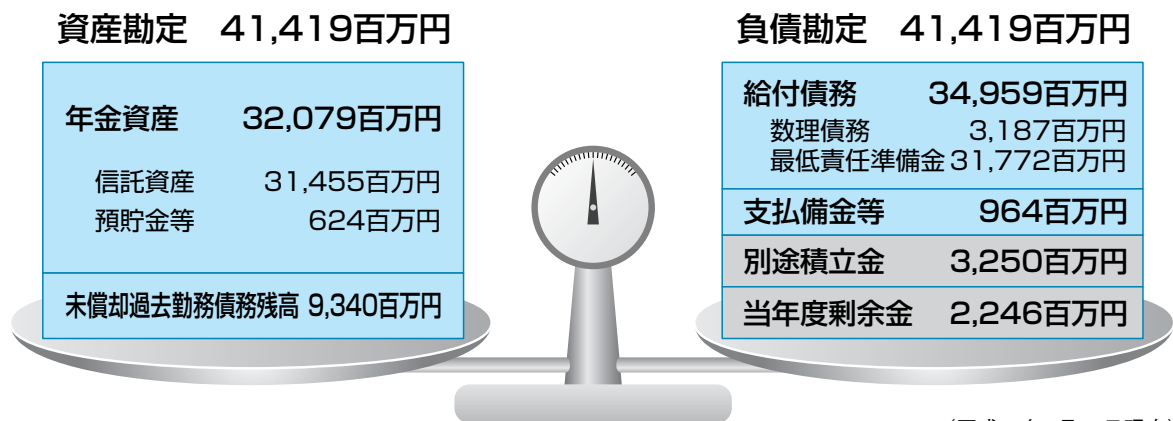 資産勘定 41,419百万円
年金資産 32,079百万円
信託資産 31,455百万円
預貯金等 624百万円
未償却過去勤務債務残高 9,340百万円
負債勘定 41,419百万円
給付債務 34,959百万円
数理債務 3,187百万円
最低責任準備金 31,772百万円
支払備金等 964百万円
別途積立金 3,250百万円
当年度剰余金 2,246百万円